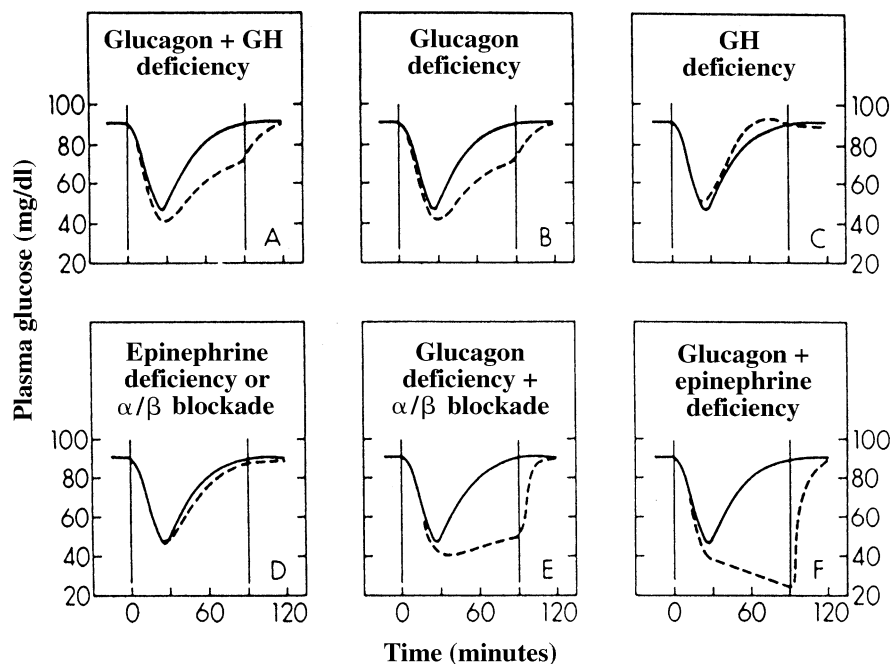 Glucagon + GH
deficiency
Glucagon
deficiency
GH
deficiency
100
80
60
40
20
A
B
C
100
80
60
40
20
Plasma glucose (mg/dl)
Epinephrine
deficiency or
α/β blockade
Glucagon
deficiency +
α/β blockade
Glucagon +
epinephrine
deficiency
100
80
60
40
20
D
E
F
100
80
60
40
20
0 60 120
0 60 120
0 60 120
Time (minutes)